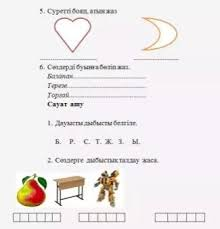 5. Суретті боян, атын жаз
6. Сөздерді буынға бөліп жаз.
Балапан
Терезе
Торғай
Сауат ашу
1. Дауысты дыбысты белгіле.
Б. Р. С. Т. Ж. З. Ы.
2. Сөздерге дыбыстық талдау жаса.